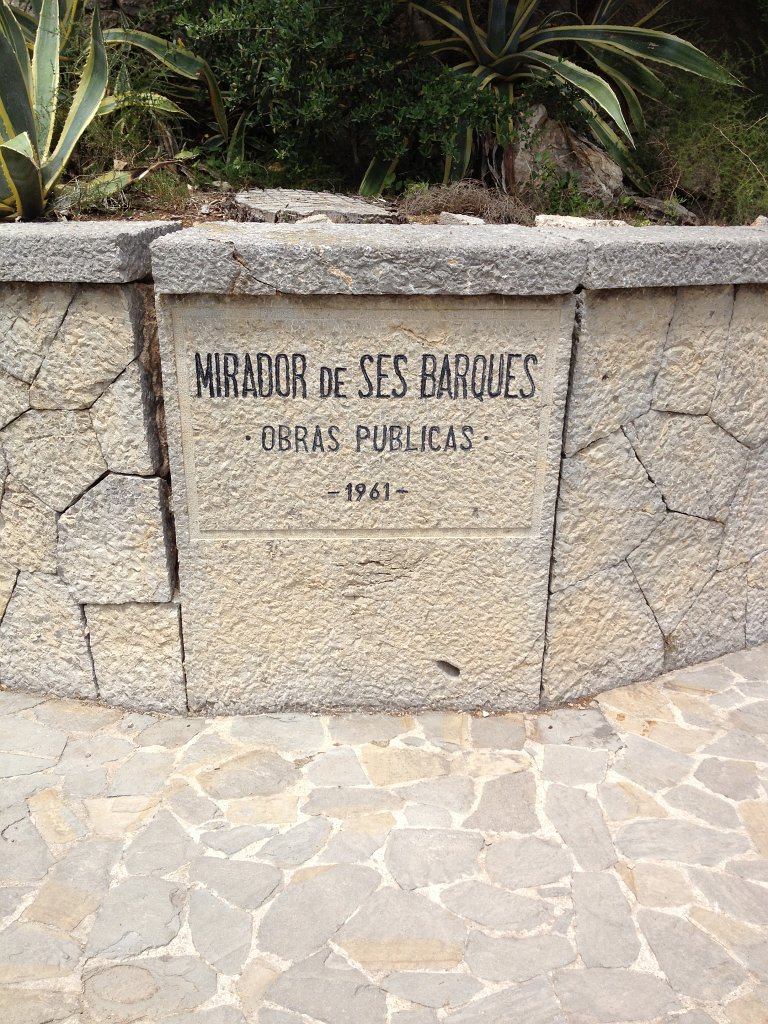 MIRADOR DE SES BARQUES
· OBRAS PUBLICAS ·
- 1961 -